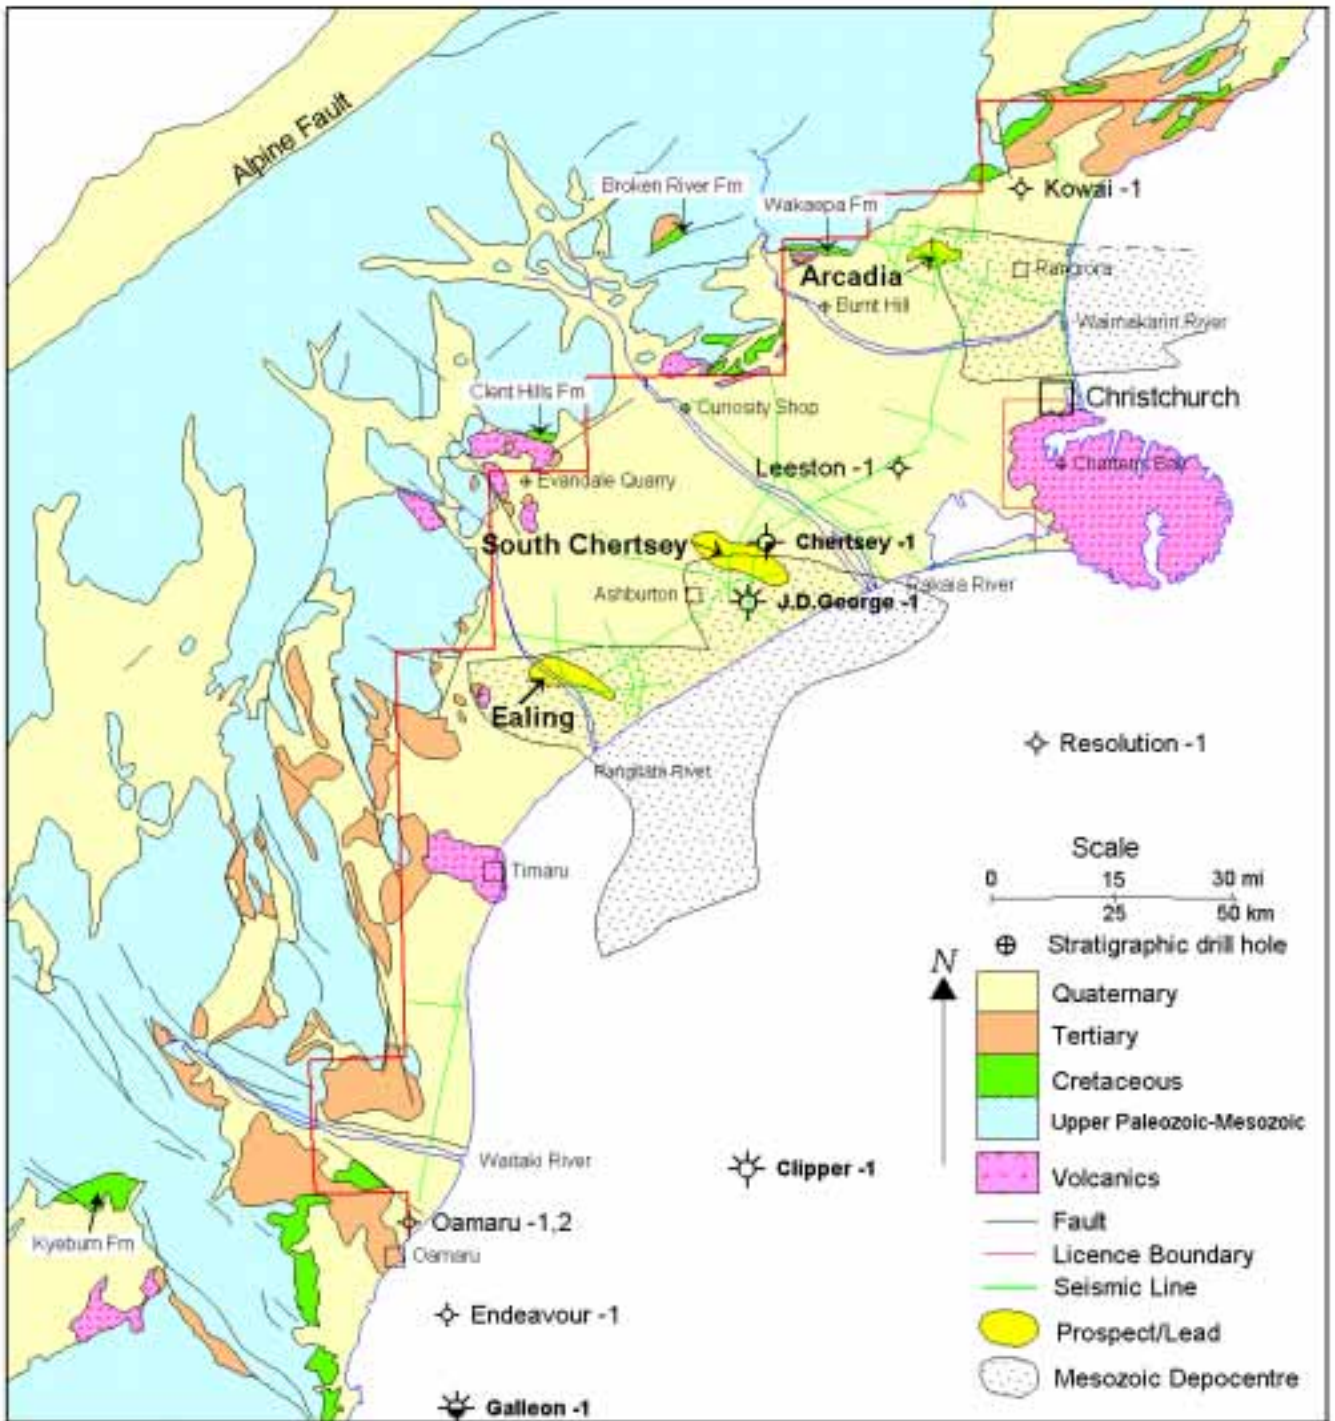 Alpine Fault
Broken River Fm
Wakaepa Fm
Kowai -1
Arcadia
Rangiora
Burnt Hill
Waimakariri River
Clent Hills Fm
Curiosity Shop
Christchurch
Leeston -1
Charteris Bay
Evandale Quarry
South Chertsey
Chertsey -1
Ashburton
Rakaia River
J.D.George -1
Ealing
Resolution -1
Rangitata River
Timaru
Scale
0 15 30 mi
25 50 km
Stratigraphic drill hole
N
Quaternary
Tertiary
Cretaceous
Upper Paleozoic-Mesozoic
Volcanics
Fault
Licence Boundary
Seismic Line
Prospect/Lead
Mesozoic Depocentre
Waitaki River
Clipper -1
Oamaru -1,2
Kyeburn Fm
Oamaru
Endeavour -1
Galleon -1